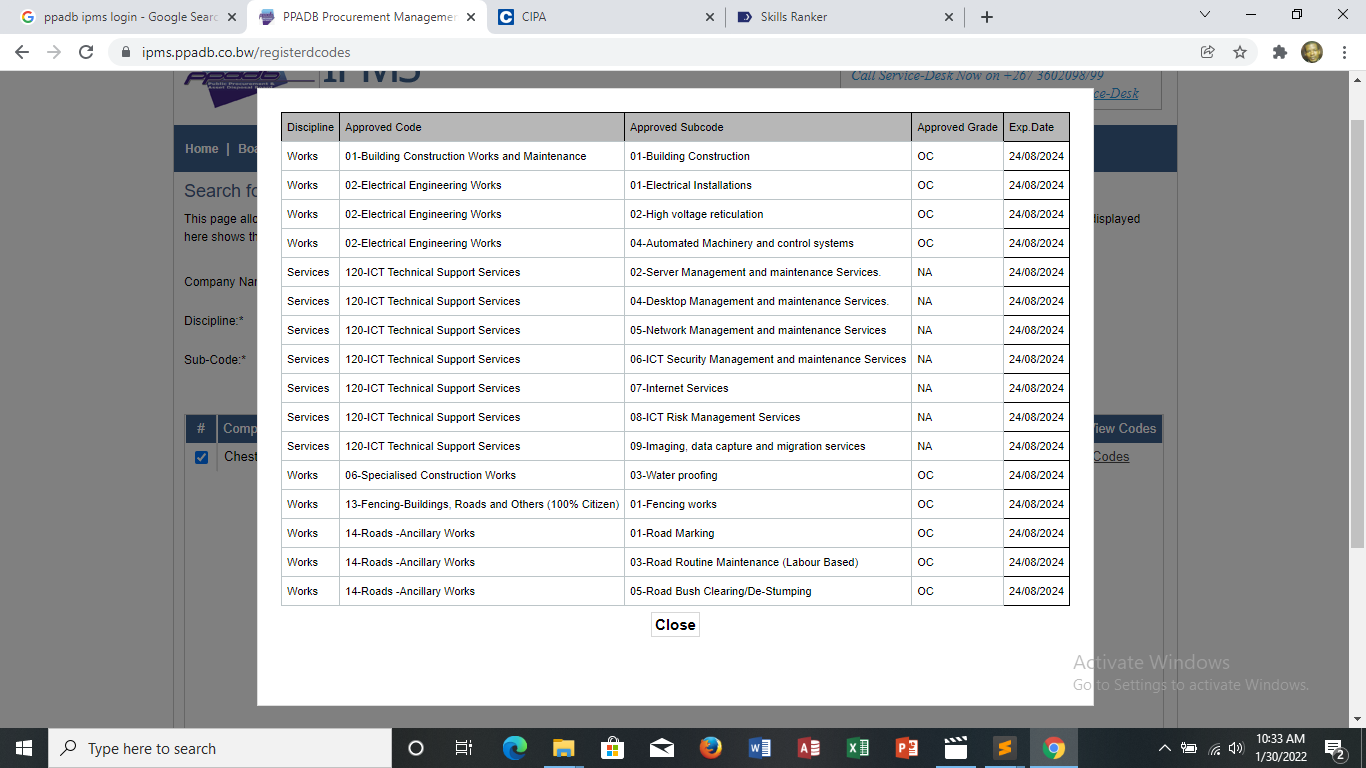 ppadb ipms login - Google Searc
PPADB Procurement Managemer
CIPA
Skills Ranker
ipms.ppadb.co.bw/registerdcodes
PPADB
IPMS
Call Service-Desk Now on +267 3602098/99
ce-Desk
Home | Boa
Search fo
This page allo
here shows th
isplayed
Company Nar
Discipline:*
Sub-Code:*
# Comp
iew Codes
Chest
Codes
Discipline Approved Code Approved Subcode Approved Grade Exp.Date
Works 01-Building Construction Works and Maintenance 01-Building Construction OC 24/08/2024
Works 02-Electrical Engineering Works 01-Electrical Installations OC 24/08/2024
Works 02-Electrical Engineering Works 02-High voltage reticulation OC 24/08/2024
Works 02-Electrical Engineering Works 04-Automated Machinery and control systems OC 24/08/2024
Services 120-ICT Technical Support Services 02-Server Management and maintenance Services. NA 24/08/2024
Services 120-ICT Technical Support Services 04-Desktop Management and maintenance Services. NA 24/08/2024
Services 120-ICT Technical Support Services 05-Network Management and maintenance Services NA 24/08/2024
Services 120-ICT Technical Support Services 06-ICT Security Management and maintenance Services NA 24/08/2024
Services 120-ICT Technical Support Services 07-Internet Services NA 24/08/2024
Services 120-ICT Technical Support Services 08-ICT Risk Management Services NA 24/08/2024
Services 120-ICT Technical Support Services 09-Imaging, data capture and migration services NA 24/08/2024
Works 06-Specialised Construction Works 03-Water proofing OC 24/08/2024
Works 13-Fencing-Buildings, Roads and Others (100% Citizen) 01-Fencing works OC 24/08/2024
Works 14-Roads -Ancillary Works 01-Road Marking OC 24/08/2024
Works 14-Roads -Ancillary Works 03-Road Routine Maintenance (Labour Based) OC 24/08/2024
Works 14-Roads -Ancillary Works 05-Road Bush Clearing/De-Stumping OC 24/08/2024
Close
Activate Windows
Go to Settings to activate Windows.
Type here to search
10:33 AM
1/30/2022
2